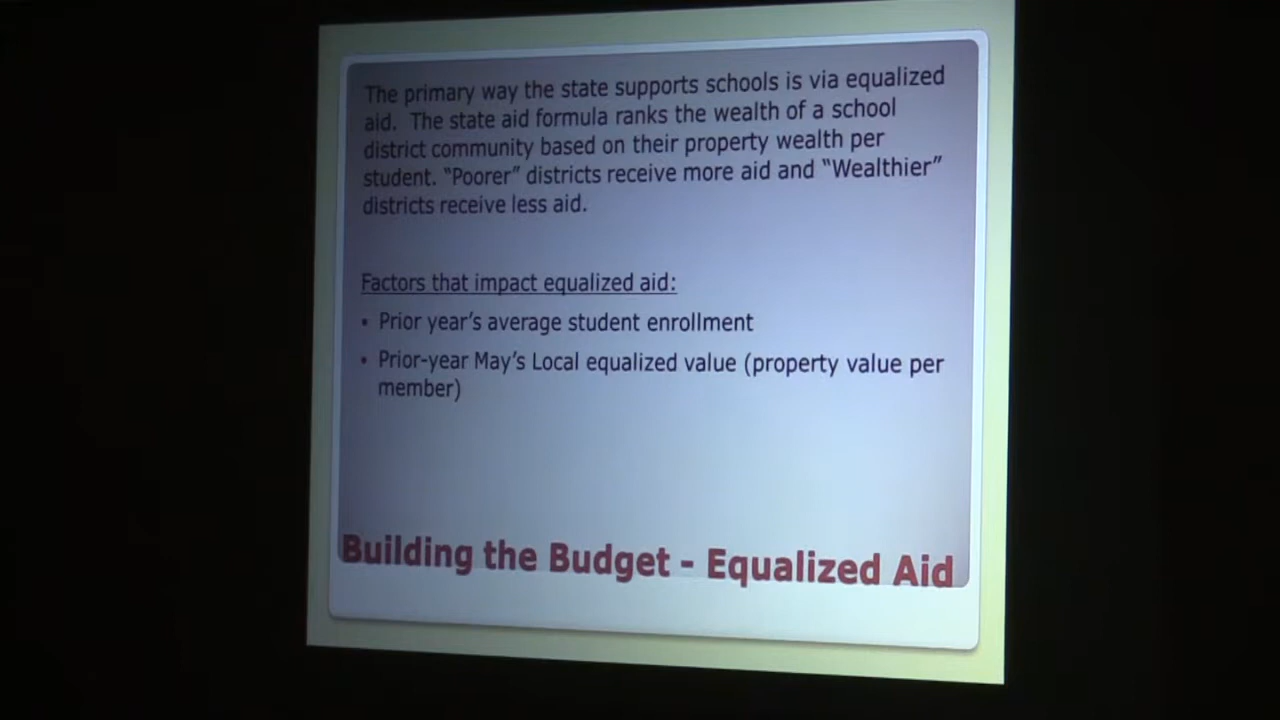 The primary way the state supports schools is via equalized
aid.  The state aid formula ranks the wealth of a school
district community based on their property wealth per
student. “Poorer” districts receive more aid and “Wealthier”
districts receive less aid.
Factors that impact equalized aid:
• Prior year’s average student enrollment
• Prior-year May’s Local equalized value (property value per
member)
Building the Budget - Equalized Aid